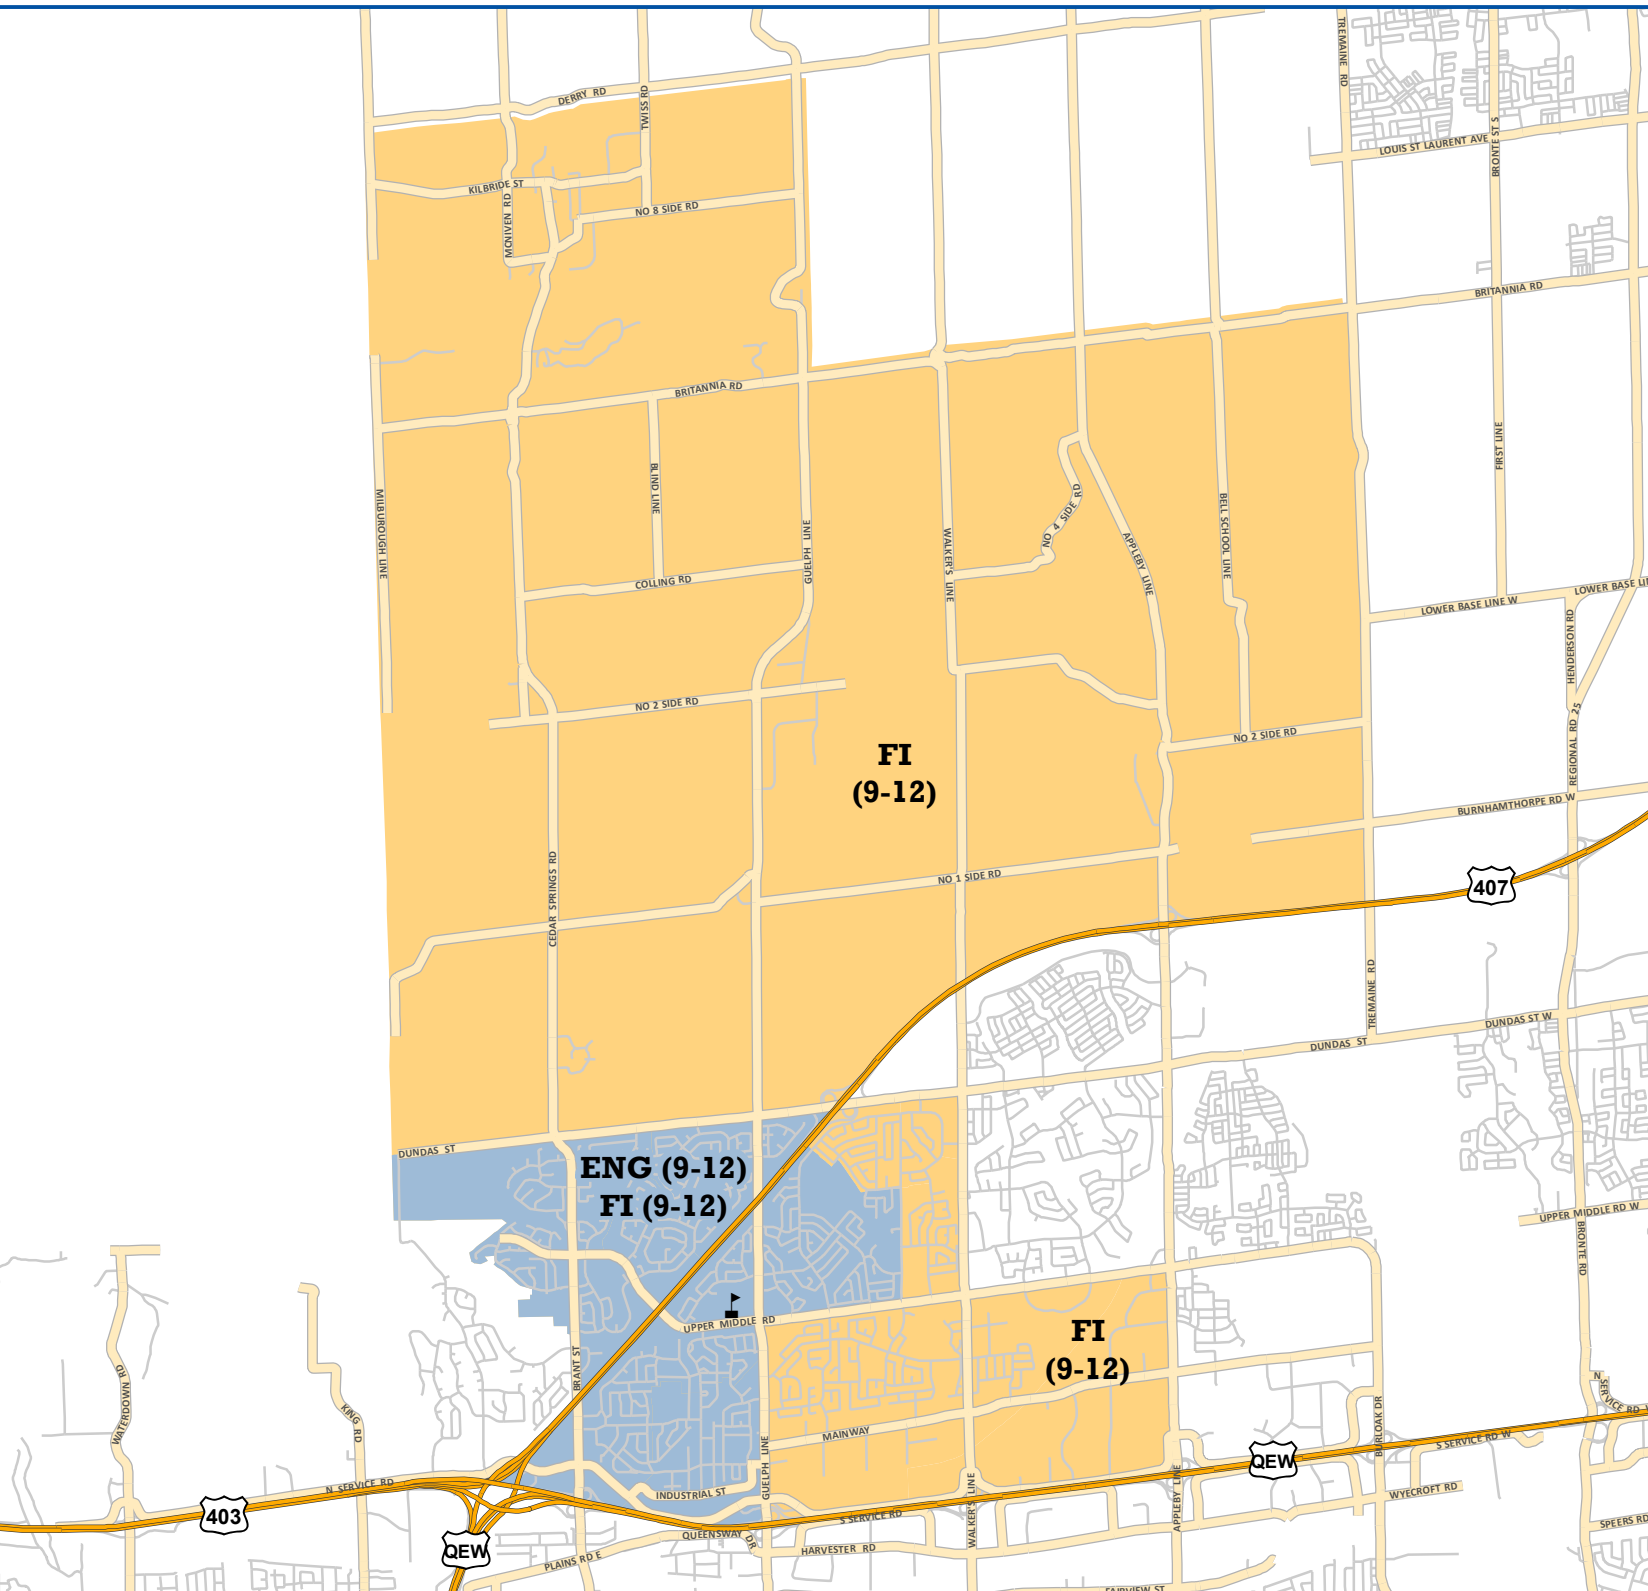 TREMAINE RD
DERRY RD
TWISS RD
LOUIS ST LAURENT AVE
BRONTE ST S
KILBRIDE ST
MCNIVEN RD
NO 8 SIDE RD
BRITANNIA RD
BRITANNIA RD
MILBUROUGH LINE
BLIND LINE
GUELPH LINE
WALKER'S LINE
NO 4 SIDE RD
APPLEBY LINE
BELL SCHOOL LINE
FIRST LINE
COLLING RD
LOWER BASE LINE W
LOWER BASE LI
HENDERSON RD
NO 2 SIDE RD
NO 2 SIDE RD
REGIONAL RD 25
FI
(9-12)
BURNHAMTHORPE RD W
CEDAR SPRINGS RD
NO 1 SIDE RD
407
TREMAINE RD
DUNDAS ST W
DUNDAS ST
DUNDAS ST
ENG (9-12)
FI (9-12)
UPPER MIDDLE RD W
BRONTE RD
UPPER MIDDLE RD
FI
(9-12)
BRANT ST
WATERDOWN RD
KING RD
MAINWAY
BURLOAK DR
N SERVICE RD
S SERVICE RD W
QEW
GUELPH LINE
WALKER'S LINE
APPLEBY LINE
N SERVICE RD
INDUSTRIAL ST
WYECROFT RD
403
S SERVICE RD
SPEERS RD
QUEENSWAY DR
QEW
HARVESTER RD
PLAINS RD E
FAIRVIEW ST